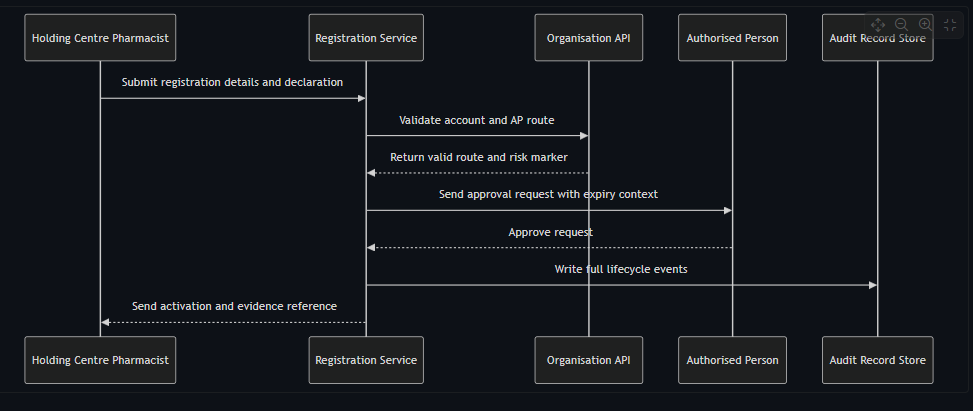 Holding Centre Pharmacist
Registration Service
Organisation API
Authorised Person
Audit Record Store
Submit registration details and declaration
Validate account and AP route
Return valid route and risk marker
Send approval request with expiry context
Approve request
Write full lifecycle events
Send activation and evidence reference
Holding Centre Pharmacist
Registration Service
Organisation API
Authorised Person
Audit Record Store